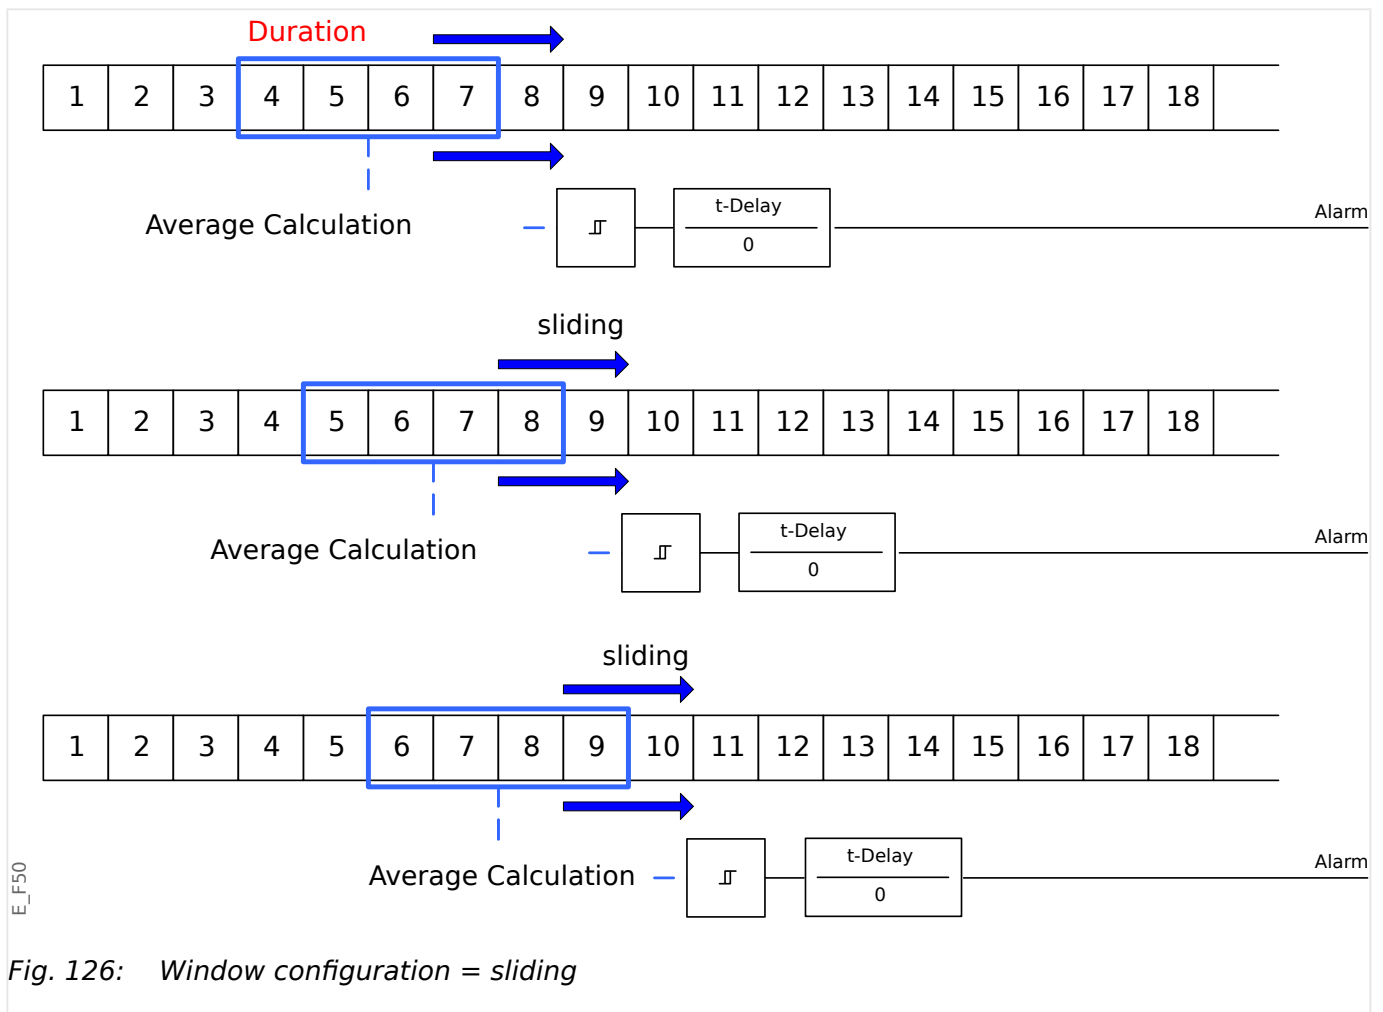 Duration
1 2 3 4 5 6 7 8 9 10 11 12 13 14 15 16 17 18
t-Delay
Alarm
Average Calculation
0
sliding
1 2 3 4 5 6 7 8 9 10 11 12 13 14 15 16 17 18
t-Delay
Alarm
Average Calculation
0
sliding
1 2 3 4 5 6 7 8 9 10 11 12 13 14 15 16 17 18
t-Delay
Alarm
Average Calculation
0
E_F50
Fig. 126: Window configuration = sliding